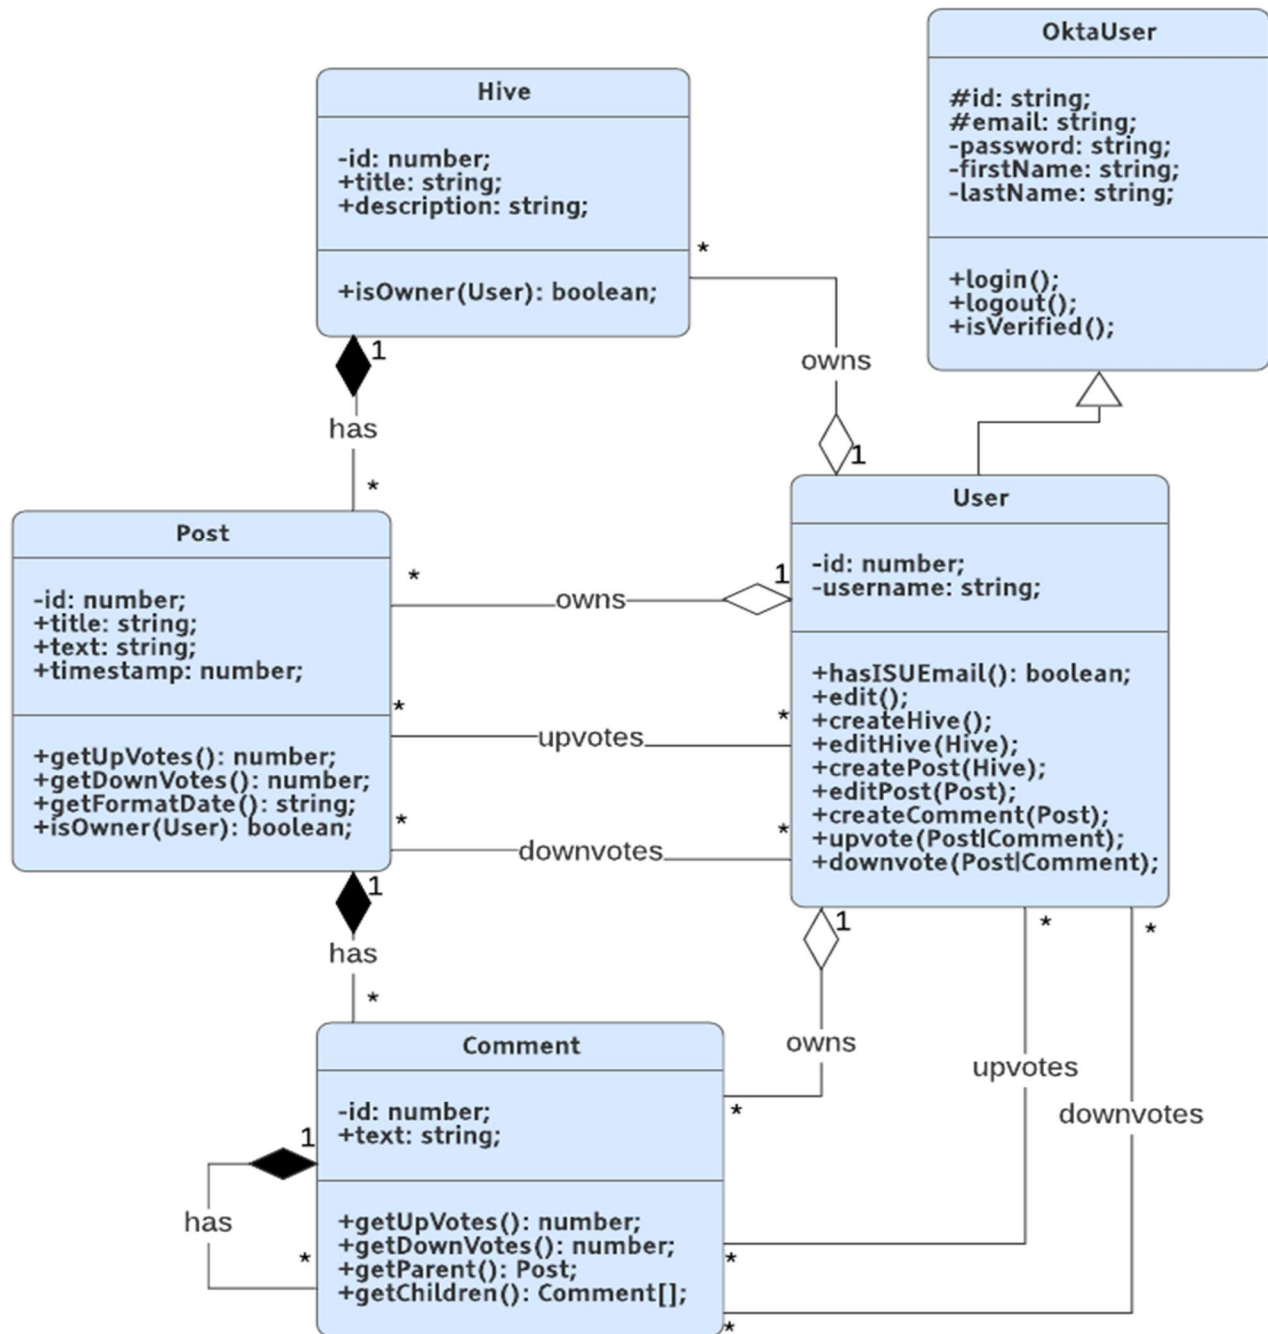 OktaUser
#id: string;
#email: string;
-password: string;
-firstName: string;
-lastName: string;
+login();
+logout();
+isVerified();
Hive
-id: number;
+title: string;
+description: string;
+isOwner(User): boolean;
*
owns
1
1
has
*
User
-id: number;
-username: string;
+hasISUEmail(): boolean;
+edit();
+createHive();
+editHive(Hive);
+createPost(Hive);
+editPost(Post);
+createComment(Post);
+upvote(Post|Comment);
+downvote(Post|Comment);
Post
-id: number;
+title: string;
+text: string;
+timestamp: number;
+getUpVotes(): number;
+getDownVotes(): number;
+getFormatDate(): string;
+isOwner(User): boolean;
*
owns
1
*
upvotes
*
*
downvotes
*
1
has
*
1
owns
*
*
upvotes
*
*
downvotes
*
Comment
-id: number;
+text: string;
+getUpVotes(): number;
+getDownVotes(): number;
+getParent(): Post;
+getChildren(): Comment[];
1
has
*